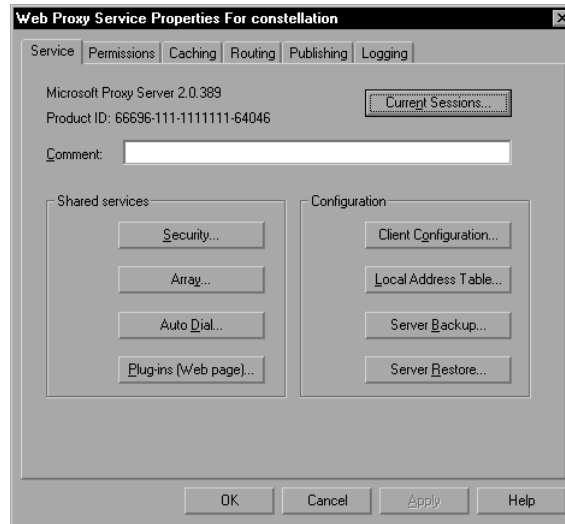 Web Proxy Service Properties For constellation
Service Permissions Caching Routing Publishing Logging
Microsoft Proxy Server 2.0.389
Current Sessions...
Product ID: 66696-111-1111111-64046
Comment:
Shared services
Security...
Array...
Auto Dial...
Plug-ins (Web page)...
Configuration
Client Configuration...
Local Address Table...
Server Backup...
Server Restore...
OK Cancel Apply Help